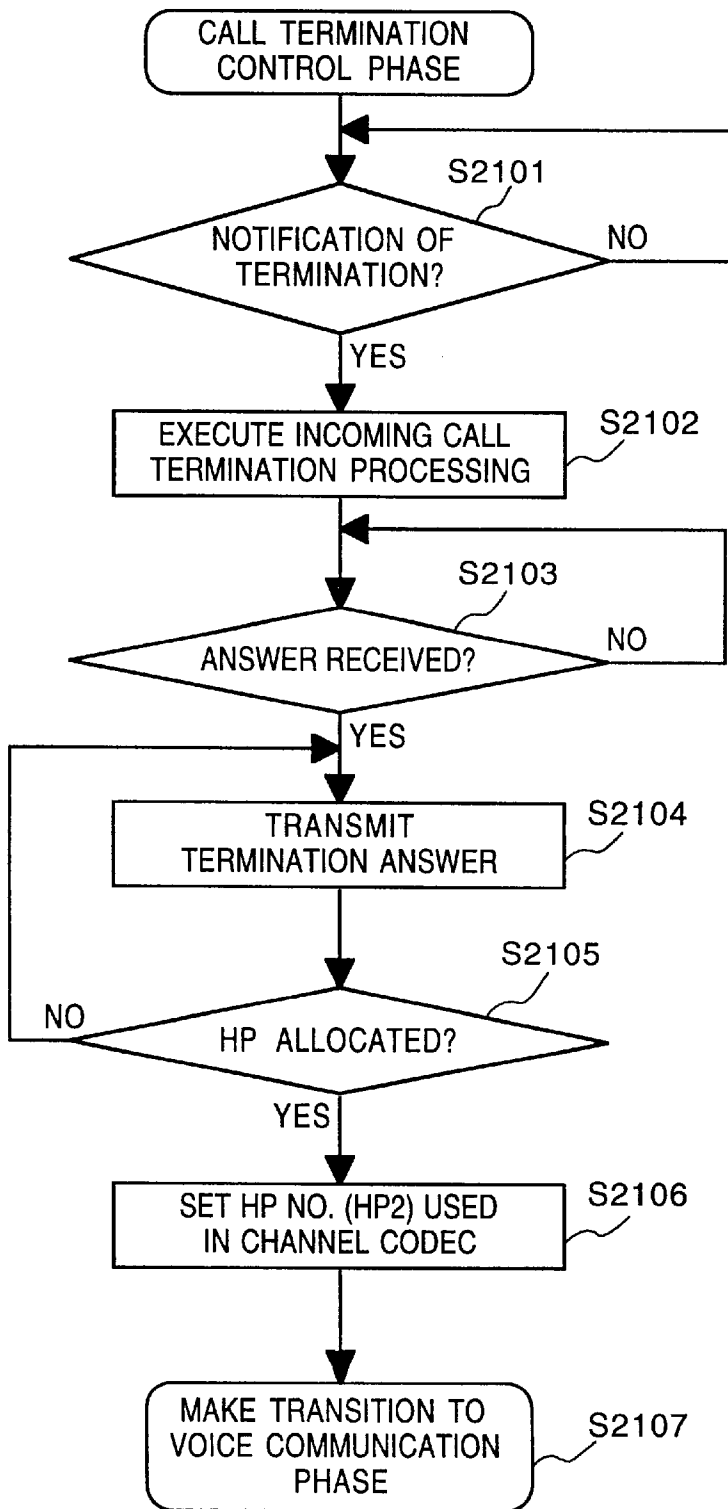 CALL TERMINATION
CONTROL PHASE
S2101
NOTIFICATION OF
TERMINATION?
NO
YES
EXECUTE INCOMING CALL
TERMINATION PROCESSING
S2102
S2103
ANSWER RECEIVED?
NO
YES
TRANSMIT
TERMINATION ANSWER
S2104
S2105
NO
HP ALLOCATED?
YES
SET HP NO. (HP2) USED
IN CHANNEL CODEC
S2106
MAKE TRANSITION TO
VOICE COMMUNICATION
PHASE
S2107